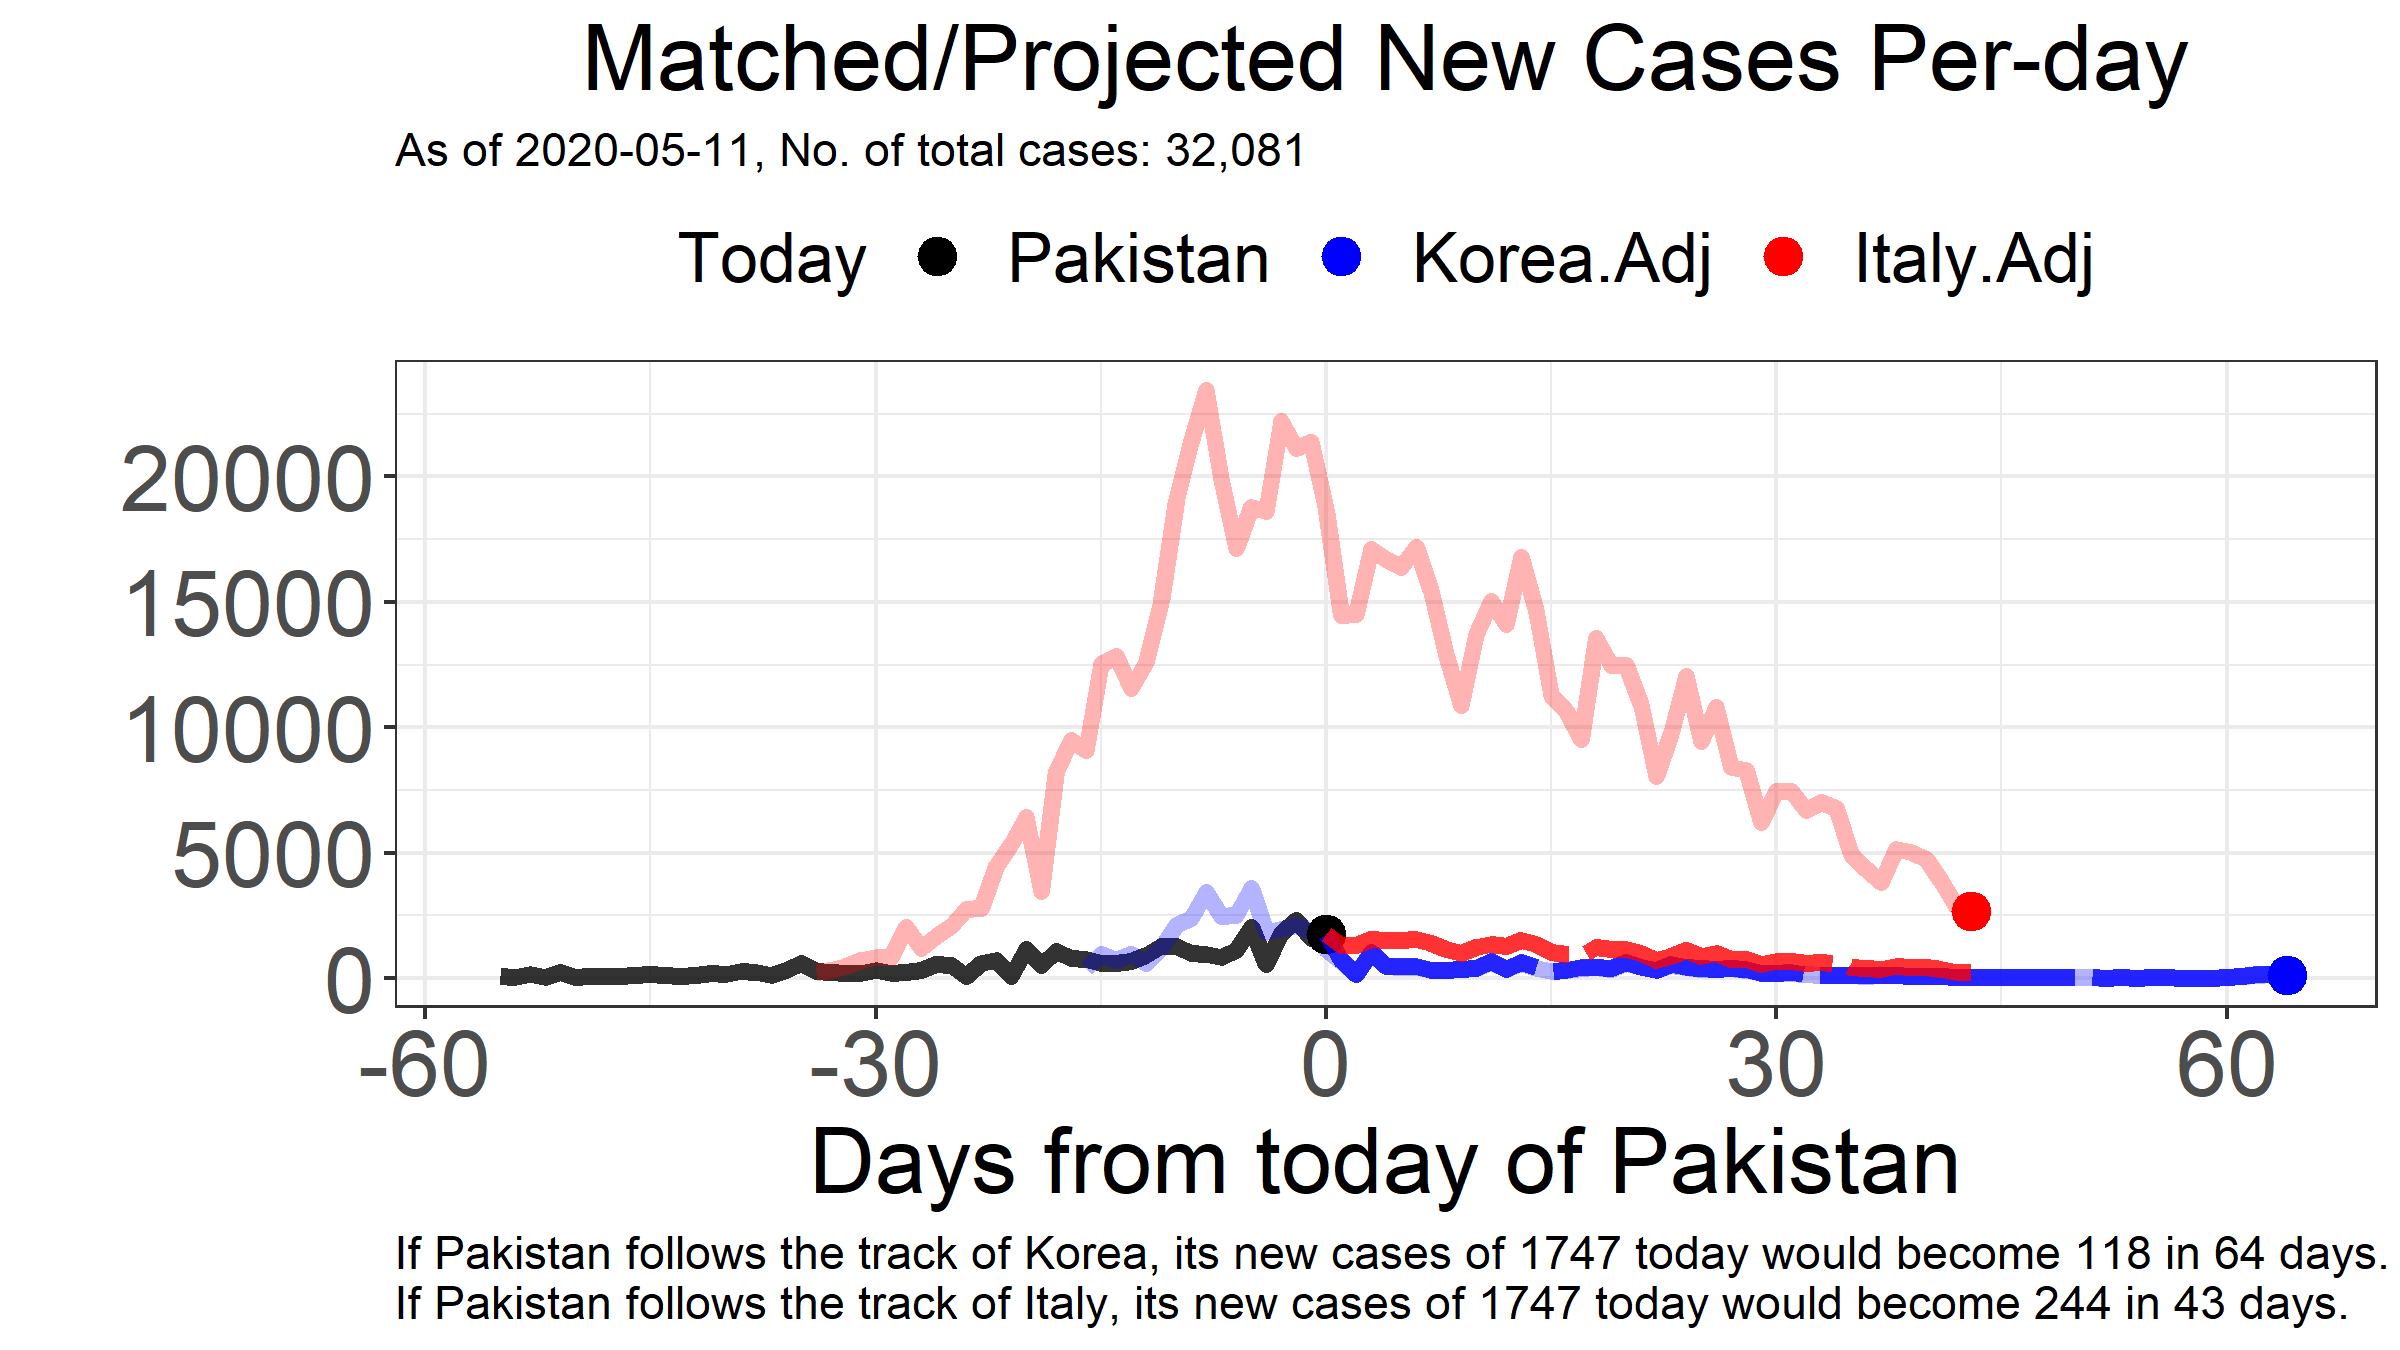 Matched/Projected New Cases Per-day
As of 2020-05-11, No. of total cases: 32,081
Today Pakistan Korea.Adj Italy.Adj
20000
15000
10000
5000
0
-60 -30 0 30 60
Days from today of Pakistan
If Pakistan follows the track of Korea, its new cases of 1747 today would become 118 in 64 days.
If Pakistan follows the track of Italy, its new cases of 1747 today would become 244 in 43 days.